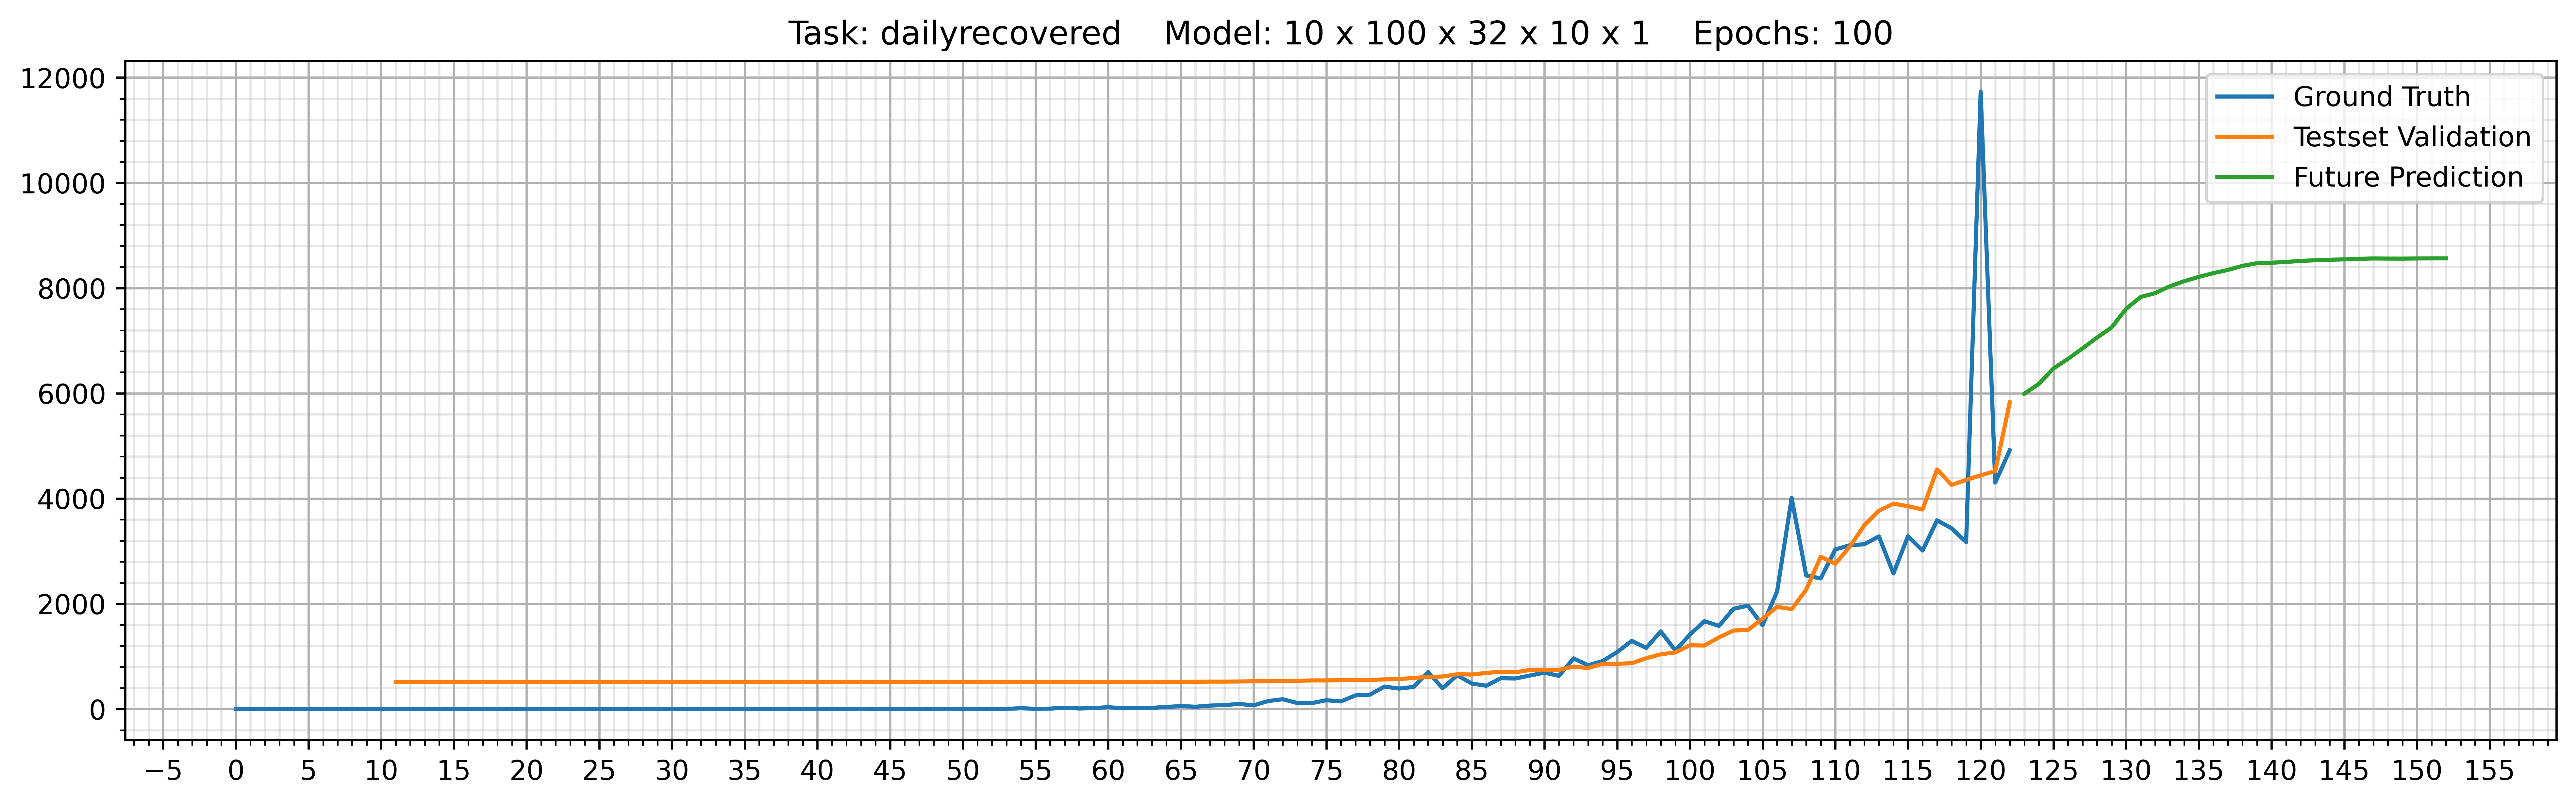 Task: dailyrecovered    Model: 10 x 100 x 32 x 10 x 1    Epochs: 100
12000
10000
8000
6000
4000
2000
0
Ground Truth
Testset Validation
Future Prediction
−5 0 5 10 15 20 25 30 35 40 45 50 55 60 65 70 75 80 85 90 95 100 105 110 115 120 125 130 135 140 145 150 155